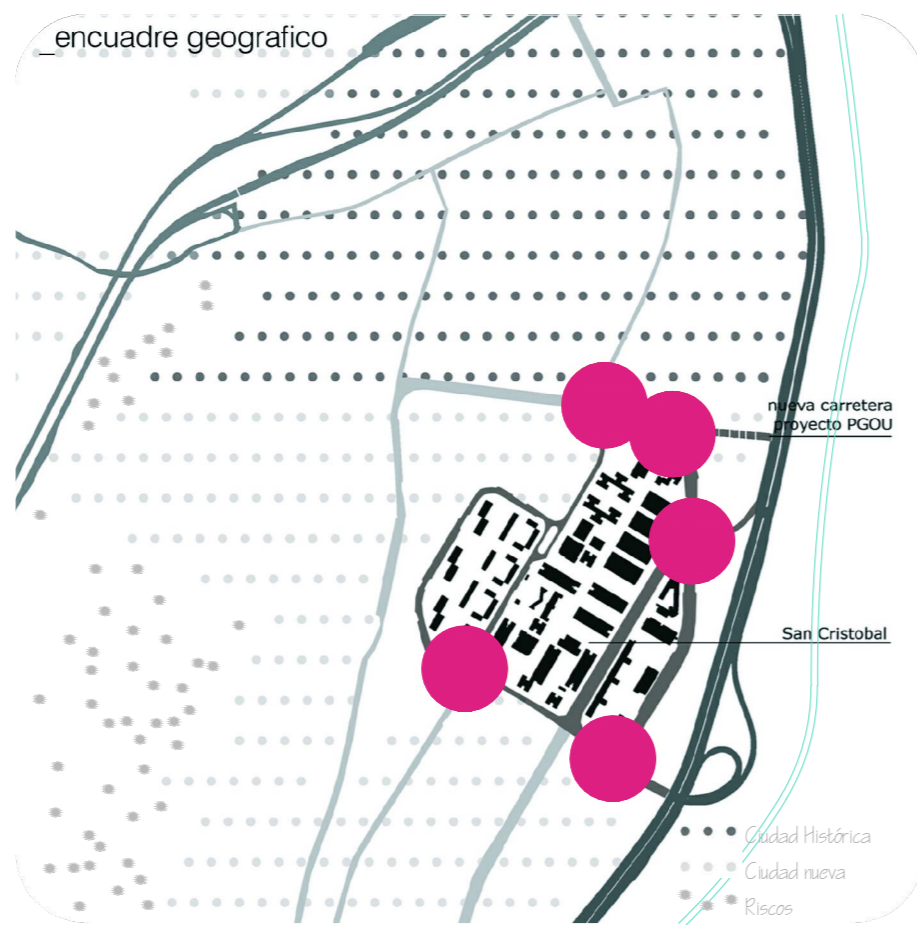 _encuadre geografico
nueva carretera
proyecto PGOU
San Cristobal
Ciudad Histórica
Ciudad nueva
Riscos